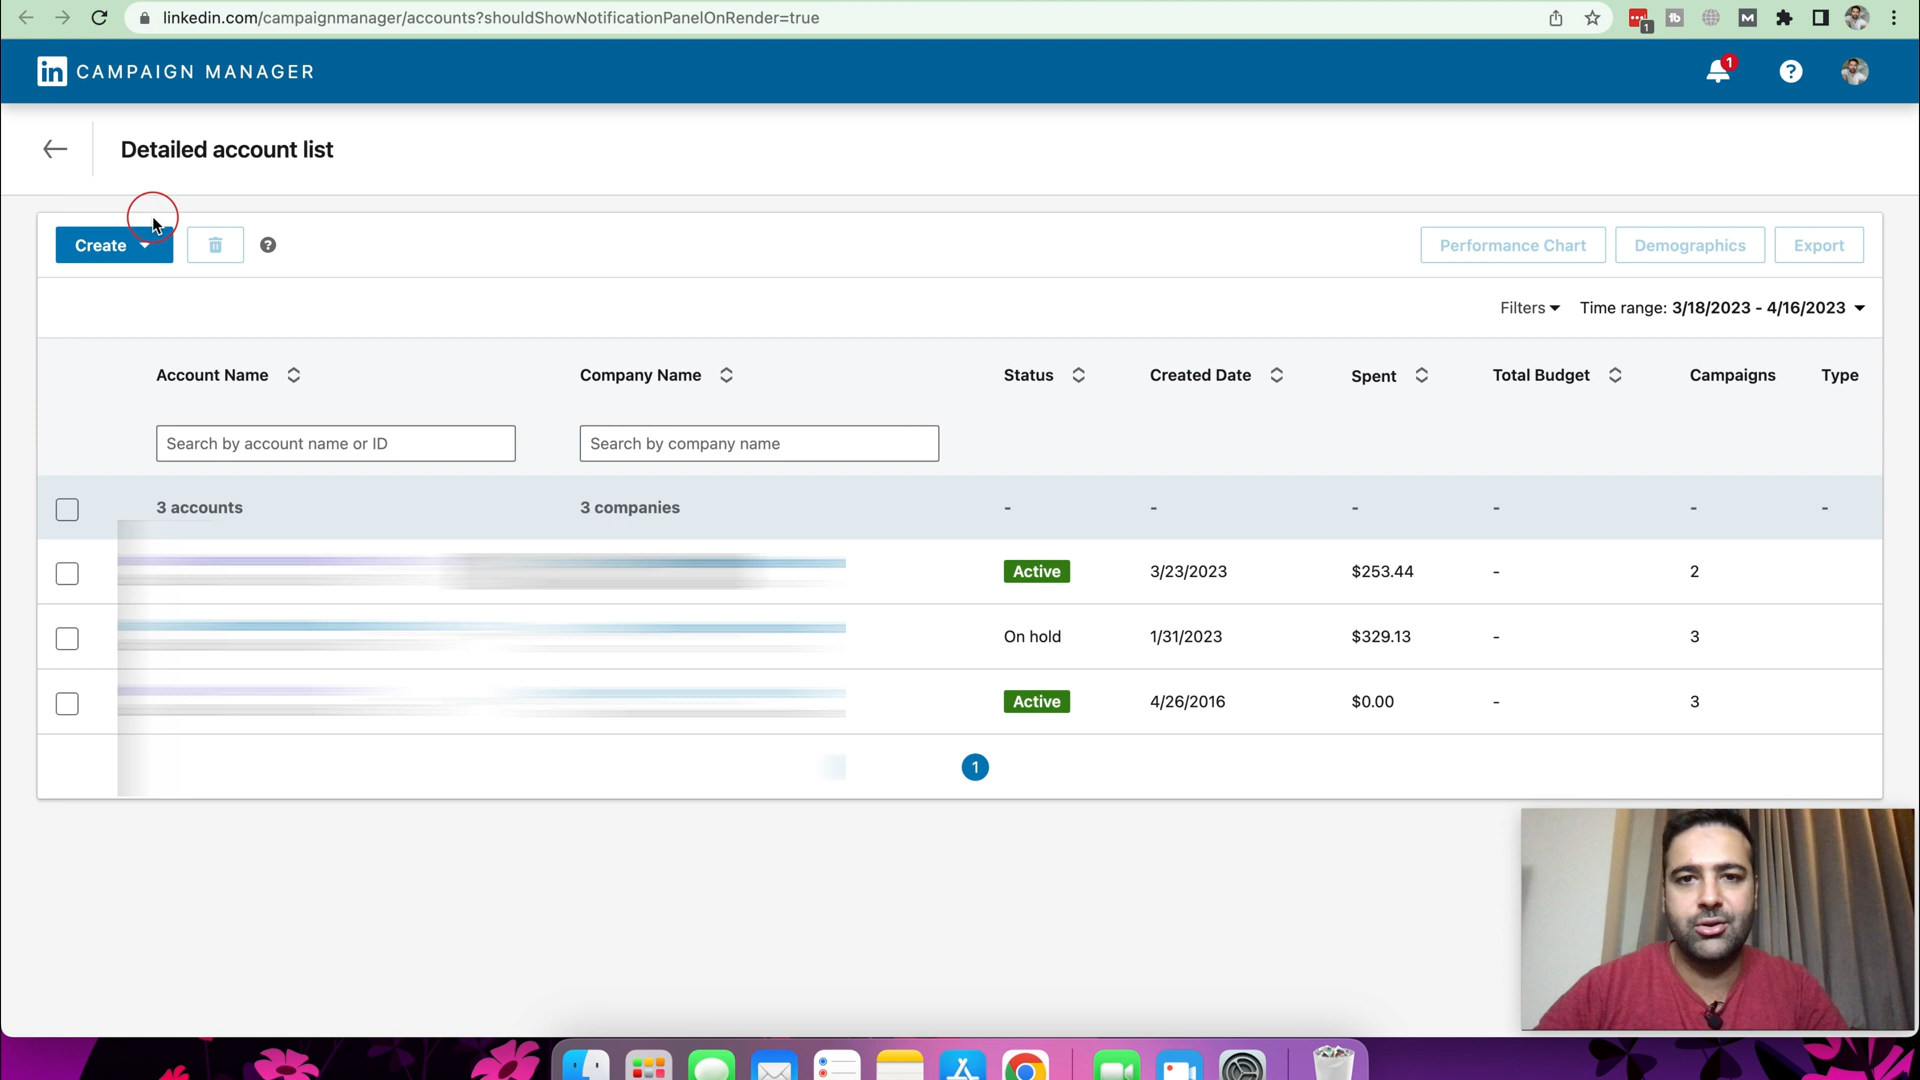 linkedin.com/campaignmanager/accounts?shouldShowNotificationPanelOnRender=true
in CAMPAIGN MANAGER
1
?
Detailed account list
Create
?
Performance Chart
Demographics
Export
Filters
Time range: 3/18/2023 - 4/16/2023
Account Name
Company Name
Status
Created Date
Spent
Total Budget
Campaigns
Type
Search by account name or ID
Search by company name
3 accounts
3 companies
-
-
-
-
-
-
Active
3/23/2023
$253.44
-
2
On hold
1/31/2023
$329.13
-
3
Active
4/26/2016
$0.00
-
3
1